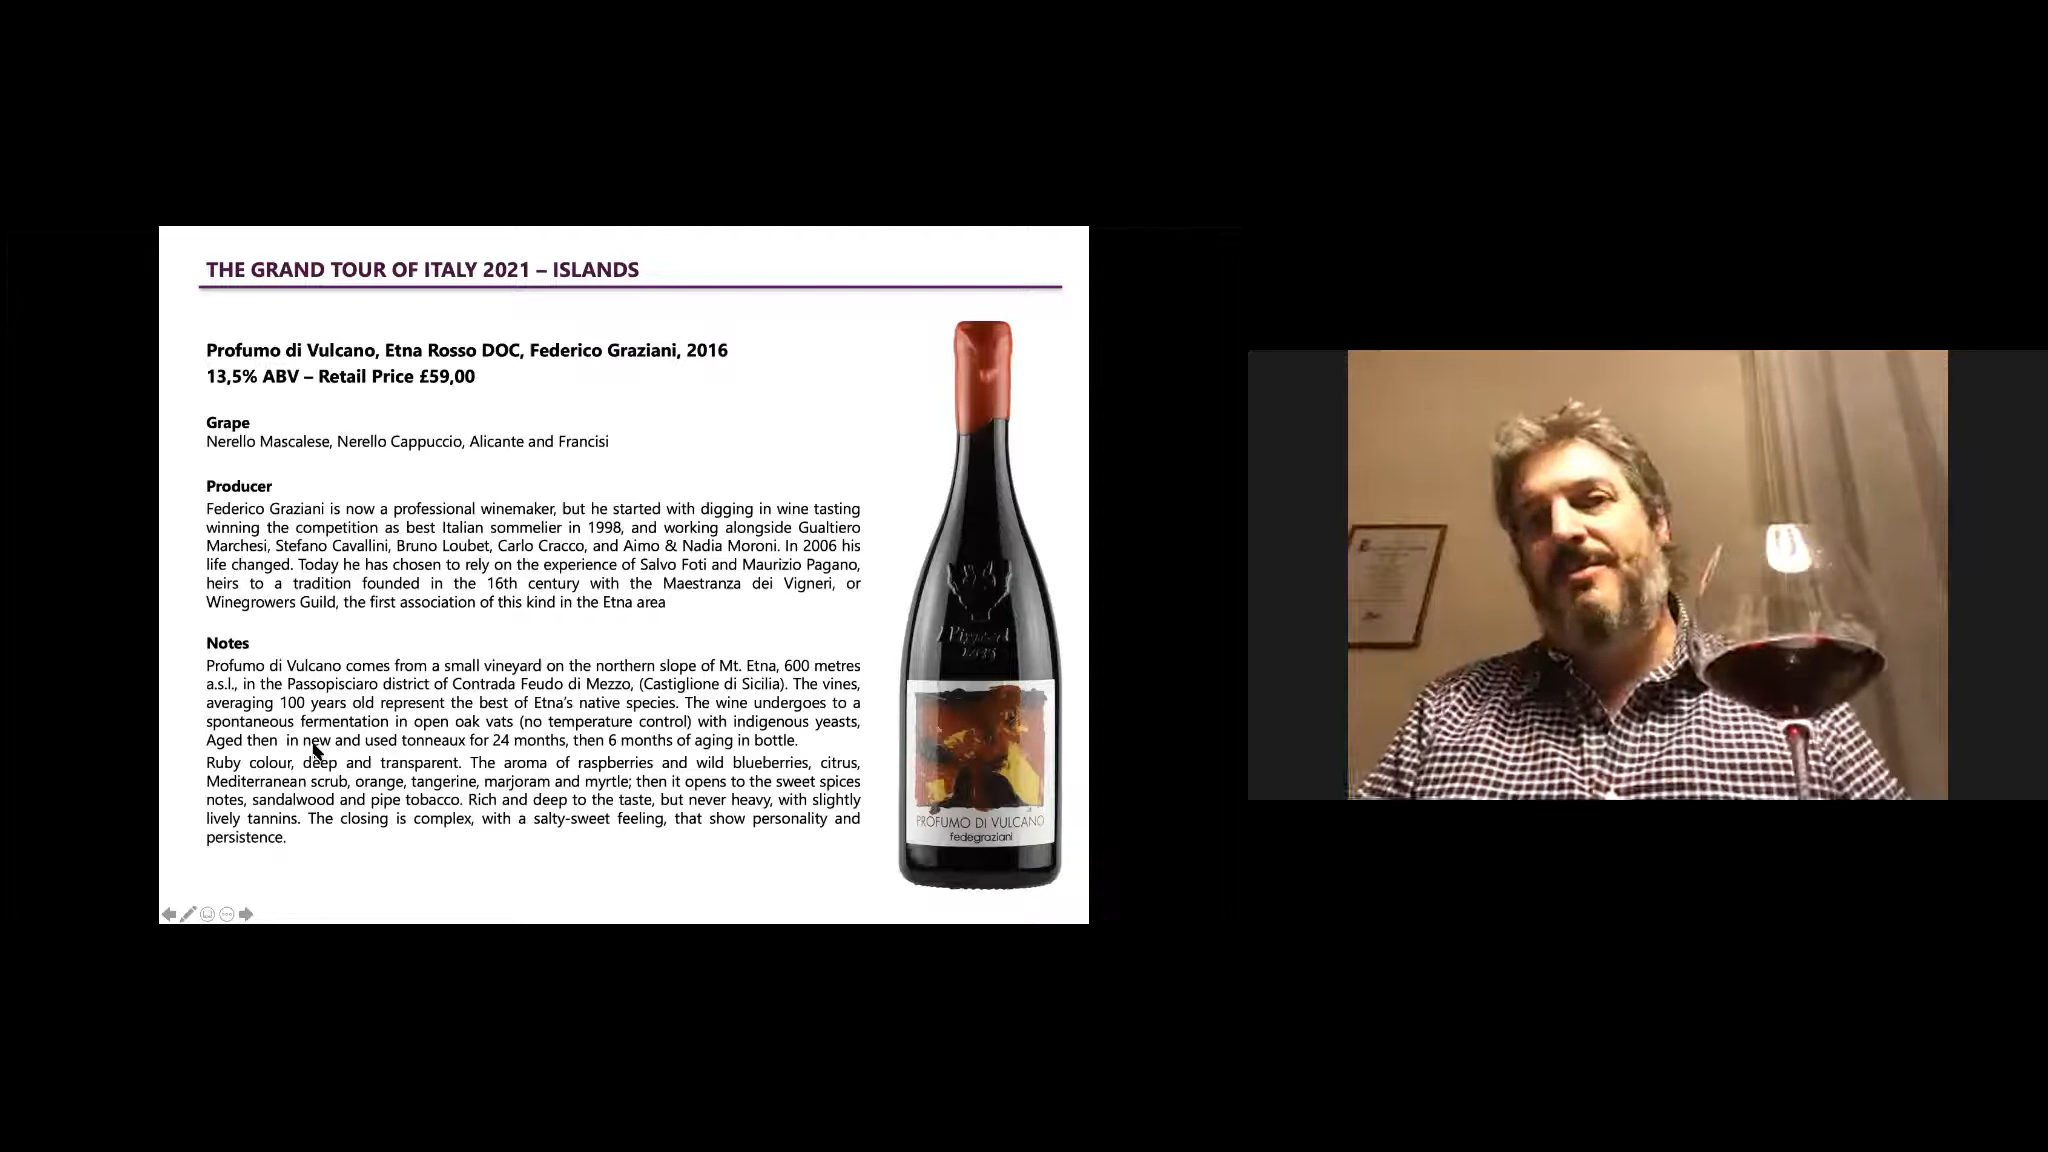 THE GRAND TOUR OF ITALY 2021 – ISLANDS
Profumo di Vulcano, Etna Rosso DOC, Federico Graziani, 2016
13,5% ABV – Retail Price £59,00
Grape
Nerello Mascalese, Nerello Cappuccio, Alicante and Francisi
Producer
Federico Graziani is now a professional winemaker, but he started with digging in wine tasting
winning the competition as best Italian sommelier in 1998, and working alongside Gualtiero
Marchesi, Stefano Cavallini, Bruno Loubet, Carlo Cracco, and Aimo & Nadia Moroni. In 2006 his
life changed. Today he has chosen to rely on the experience of Salvo Foti and Maurizio Pagano,
heirs to a tradition founded in the 16th century with the Maestranza dei Vigneri, or
Winegrowers Guild, the first association of this kind in the Etna area
Notes
Profumo di Vulcano comes from a small vineyard on the northern slope of Mt. Etna, 600 metres
a.s.l., in the Passopisciaro district of Contrada Feudo di Mezzo, (Castiglione di Sicilia). The vines,
averaging 100 years old represent the best of Etna’s native species. The wine undergoes to a
spontaneous fermentation in open oak vats (no temperature control) with indigenous yeasts,
Aged then in new and used tonneaux for 24 months, then 6 months of aging in bottle.
Ruby colour, deep and transparent. The aroma of raspberries and wild blueberries, citrus,
Mediterranean scrub, orange, tangerine, marjoram and myrtle; then it opens to the sweet spices
notes, sandalwood and pipe tobacco. Rich and deep to the taste, but never heavy, with slightly
lively tannins. The closing is complex, with a salty-sweet feeling, that show personality and
persistence.
PROFUMO DI VULCANO
fedegraziani